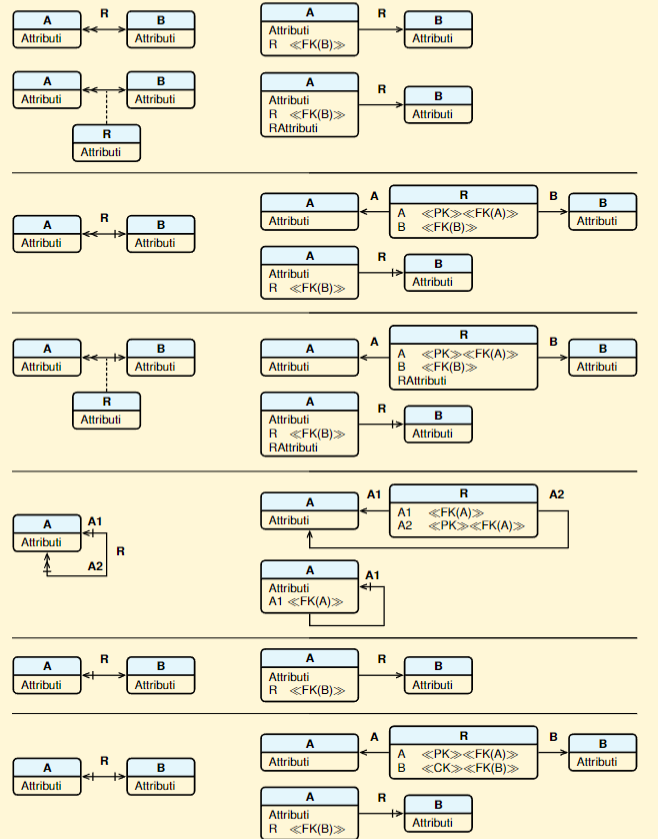 A R B
Attributi Attributi
A R B
Attributi Attributi
R ≪FK(B)≫
A B
Attributi Attributi
R
Attributi
A R B
Attributi Attributi
R ≪FK(B)≫
RAttributi
A R B
Attributi Attributi
A A R B B
Attributi A ≪PK≫≪FK(A)≫ Attributi
B ≪FK(B)≫
A R B
Attributi Attributi
R ≪FK(B)≫
A B
Attributi Attributi
R
Attributi
A A R B B
Attributi A ≪PK≫≪FK(A)≫ Attributi
B ≪FK(B)≫
RAttributi
A R B
Attributi Attributi
R ≪FK(B)≫
RAttributi
A A1
Attributi R
A2
A A1 R A2
Attributi A1 ≪FK(A)≫
A2 ≪PK≫≪FK(A)≫
A A1
Attributi
A1 ≪FK(A)≫
A R B
Attributi Attributi
A R B
Attributi Attributi
R ≪FK(B)≫
A R B
Attributi Attributi
A A R B B
Attributi A ≪PK≫≪FK(A)≫ Attributi
B ≪CK≫≪FK(B)≫
A R B
Attributi Attributi
R ≪FK(B)≫